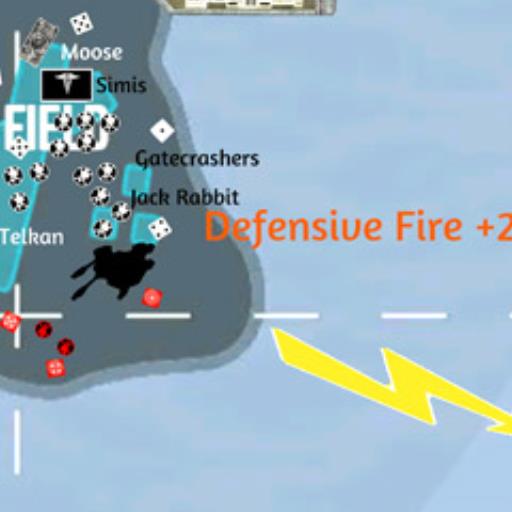 Moose
Simis
FIELD
Gatecrashers
Jack Rabbit
Defensive Fire +2
Telkan